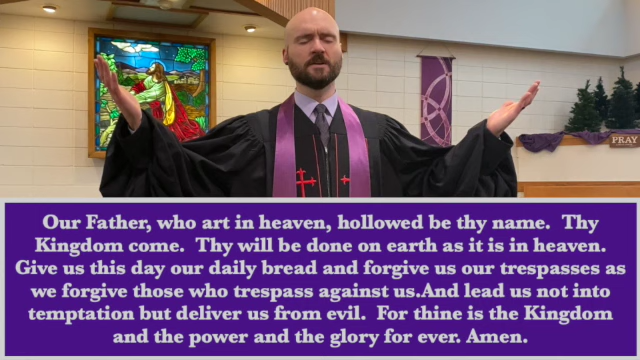 PRAY
Our Father, who art in heaven, hollowed be thy name. Thy
Kingdom come. Thy will be done on earth as it is in heaven.
Give us this day our daily bread and forgive us our trespasses as
we forgive those who trespass against us.And lead us not into
temptation but deliver us from evil. For thine is the Kingdom
and the power and the glory for ever. Amen.